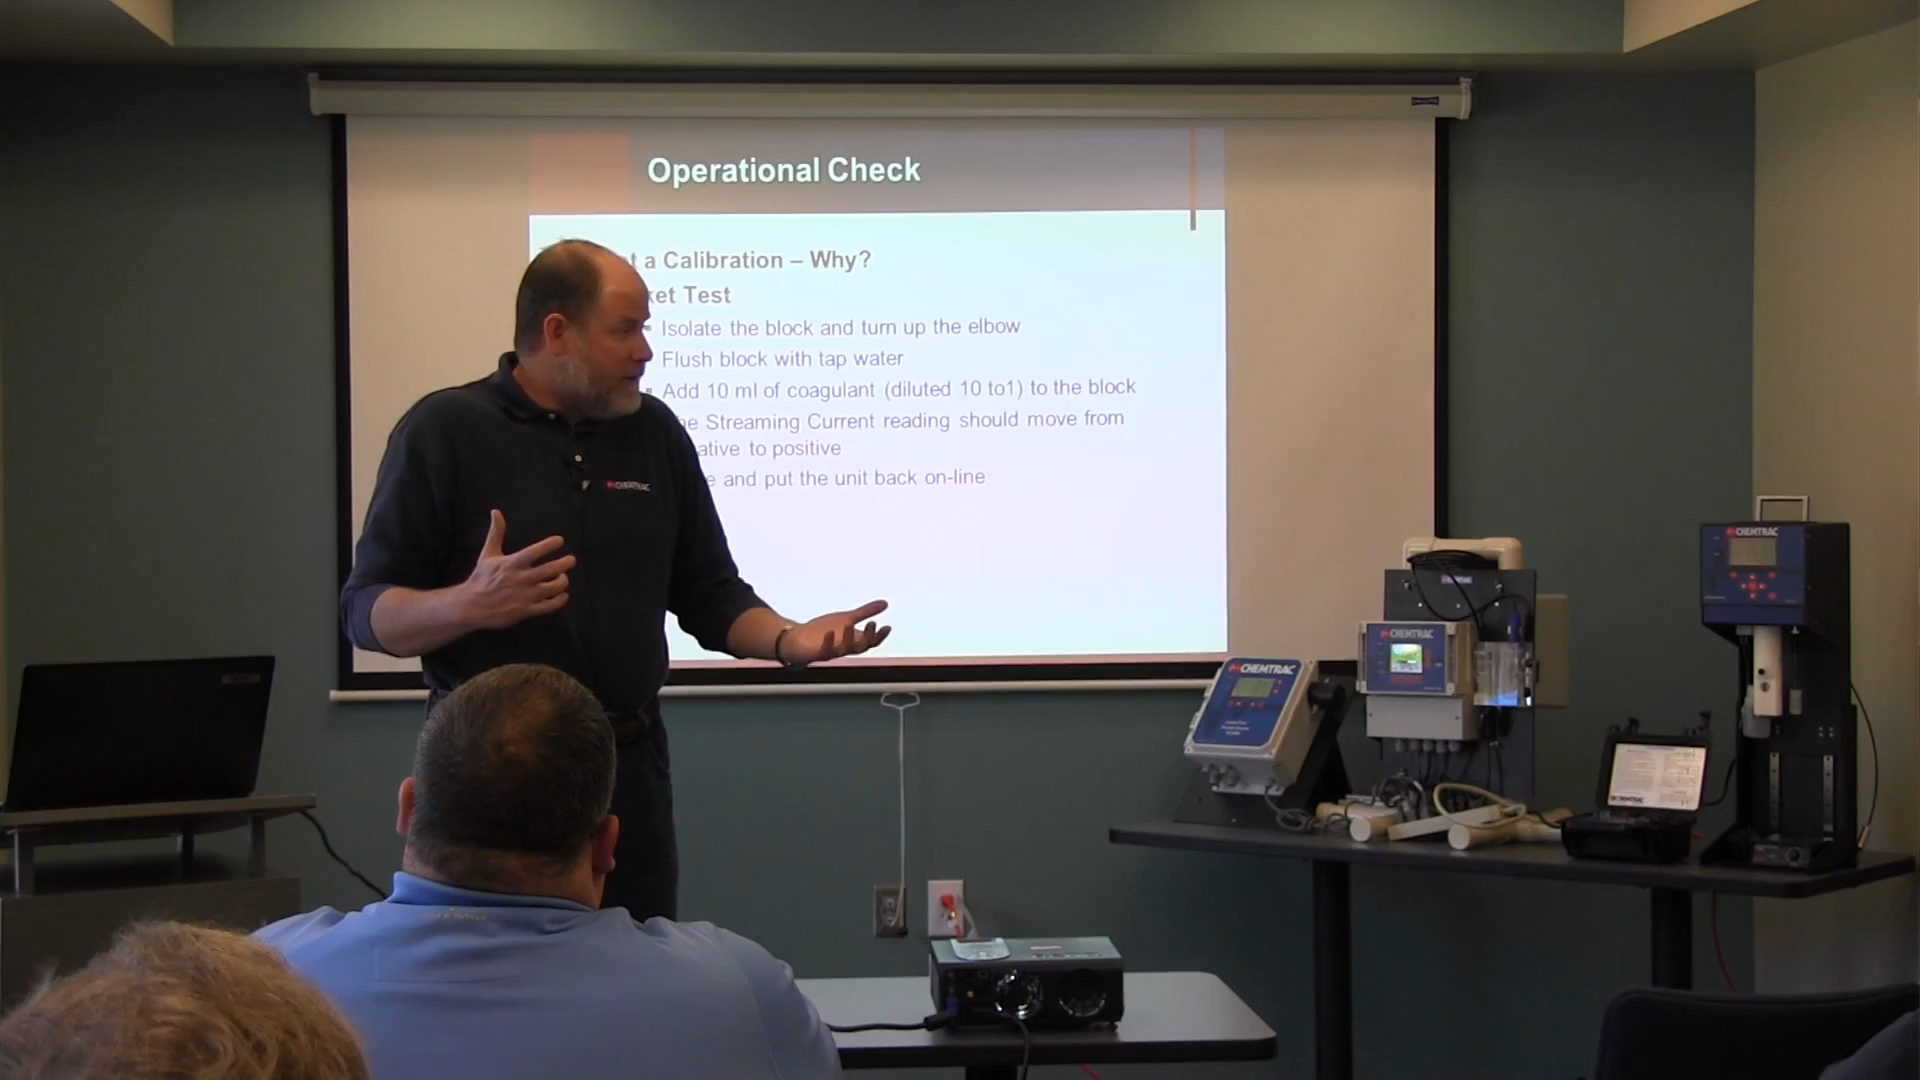 Operational Check
a Calibration – Why?
Test
Isolate the block and turn up the elbow
Flush block with tap water
Add 10 ml of coagulant (diluted 10 to1) to the block
Streaming Current reading should move from
to positive
and put the unit back on-line
CHEMTRAC
CHEMTRAC
CHEMTRAC
CHEMTRAC
CHEMTRAC